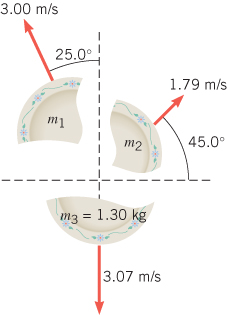 3.00 m/s
25.0°
1.79 m/s
m1
m2
45.0°
m3 = 1.30 kg
3.07 m/s